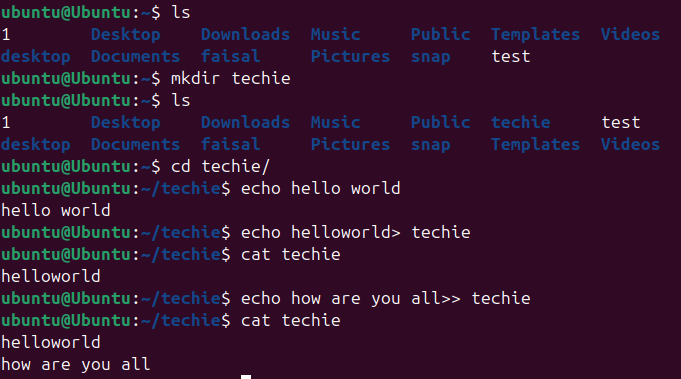 ubuntu@Ubuntu:~$ ls
1        Desktop    Downloads  Music     Public  Templates  Videos
desktop  Documents  faisal     Pictures  snap    test
ubuntu@Ubuntu:~$ mkdir techie
ubuntu@Ubuntu:~$ ls
1        Desktop    Downloads  Music     Public  techie     test
desktop  Documents  faisal     Pictures  snap    Templates  Videos
ubuntu@Ubuntu:~$ cd techie/
ubuntu@Ubuntu:~/techie$ echo hello world
hello world
ubuntu@Ubuntu:~/techie$ echo helloworld> techie
ubuntu@Ubuntu:~/techie$ cat techie
helloworld
ubuntu@Ubuntu:~/techie$ echo how are you all>> techie
ubuntu@Ubuntu:~/techie$ cat techie
helloworld
how are you all